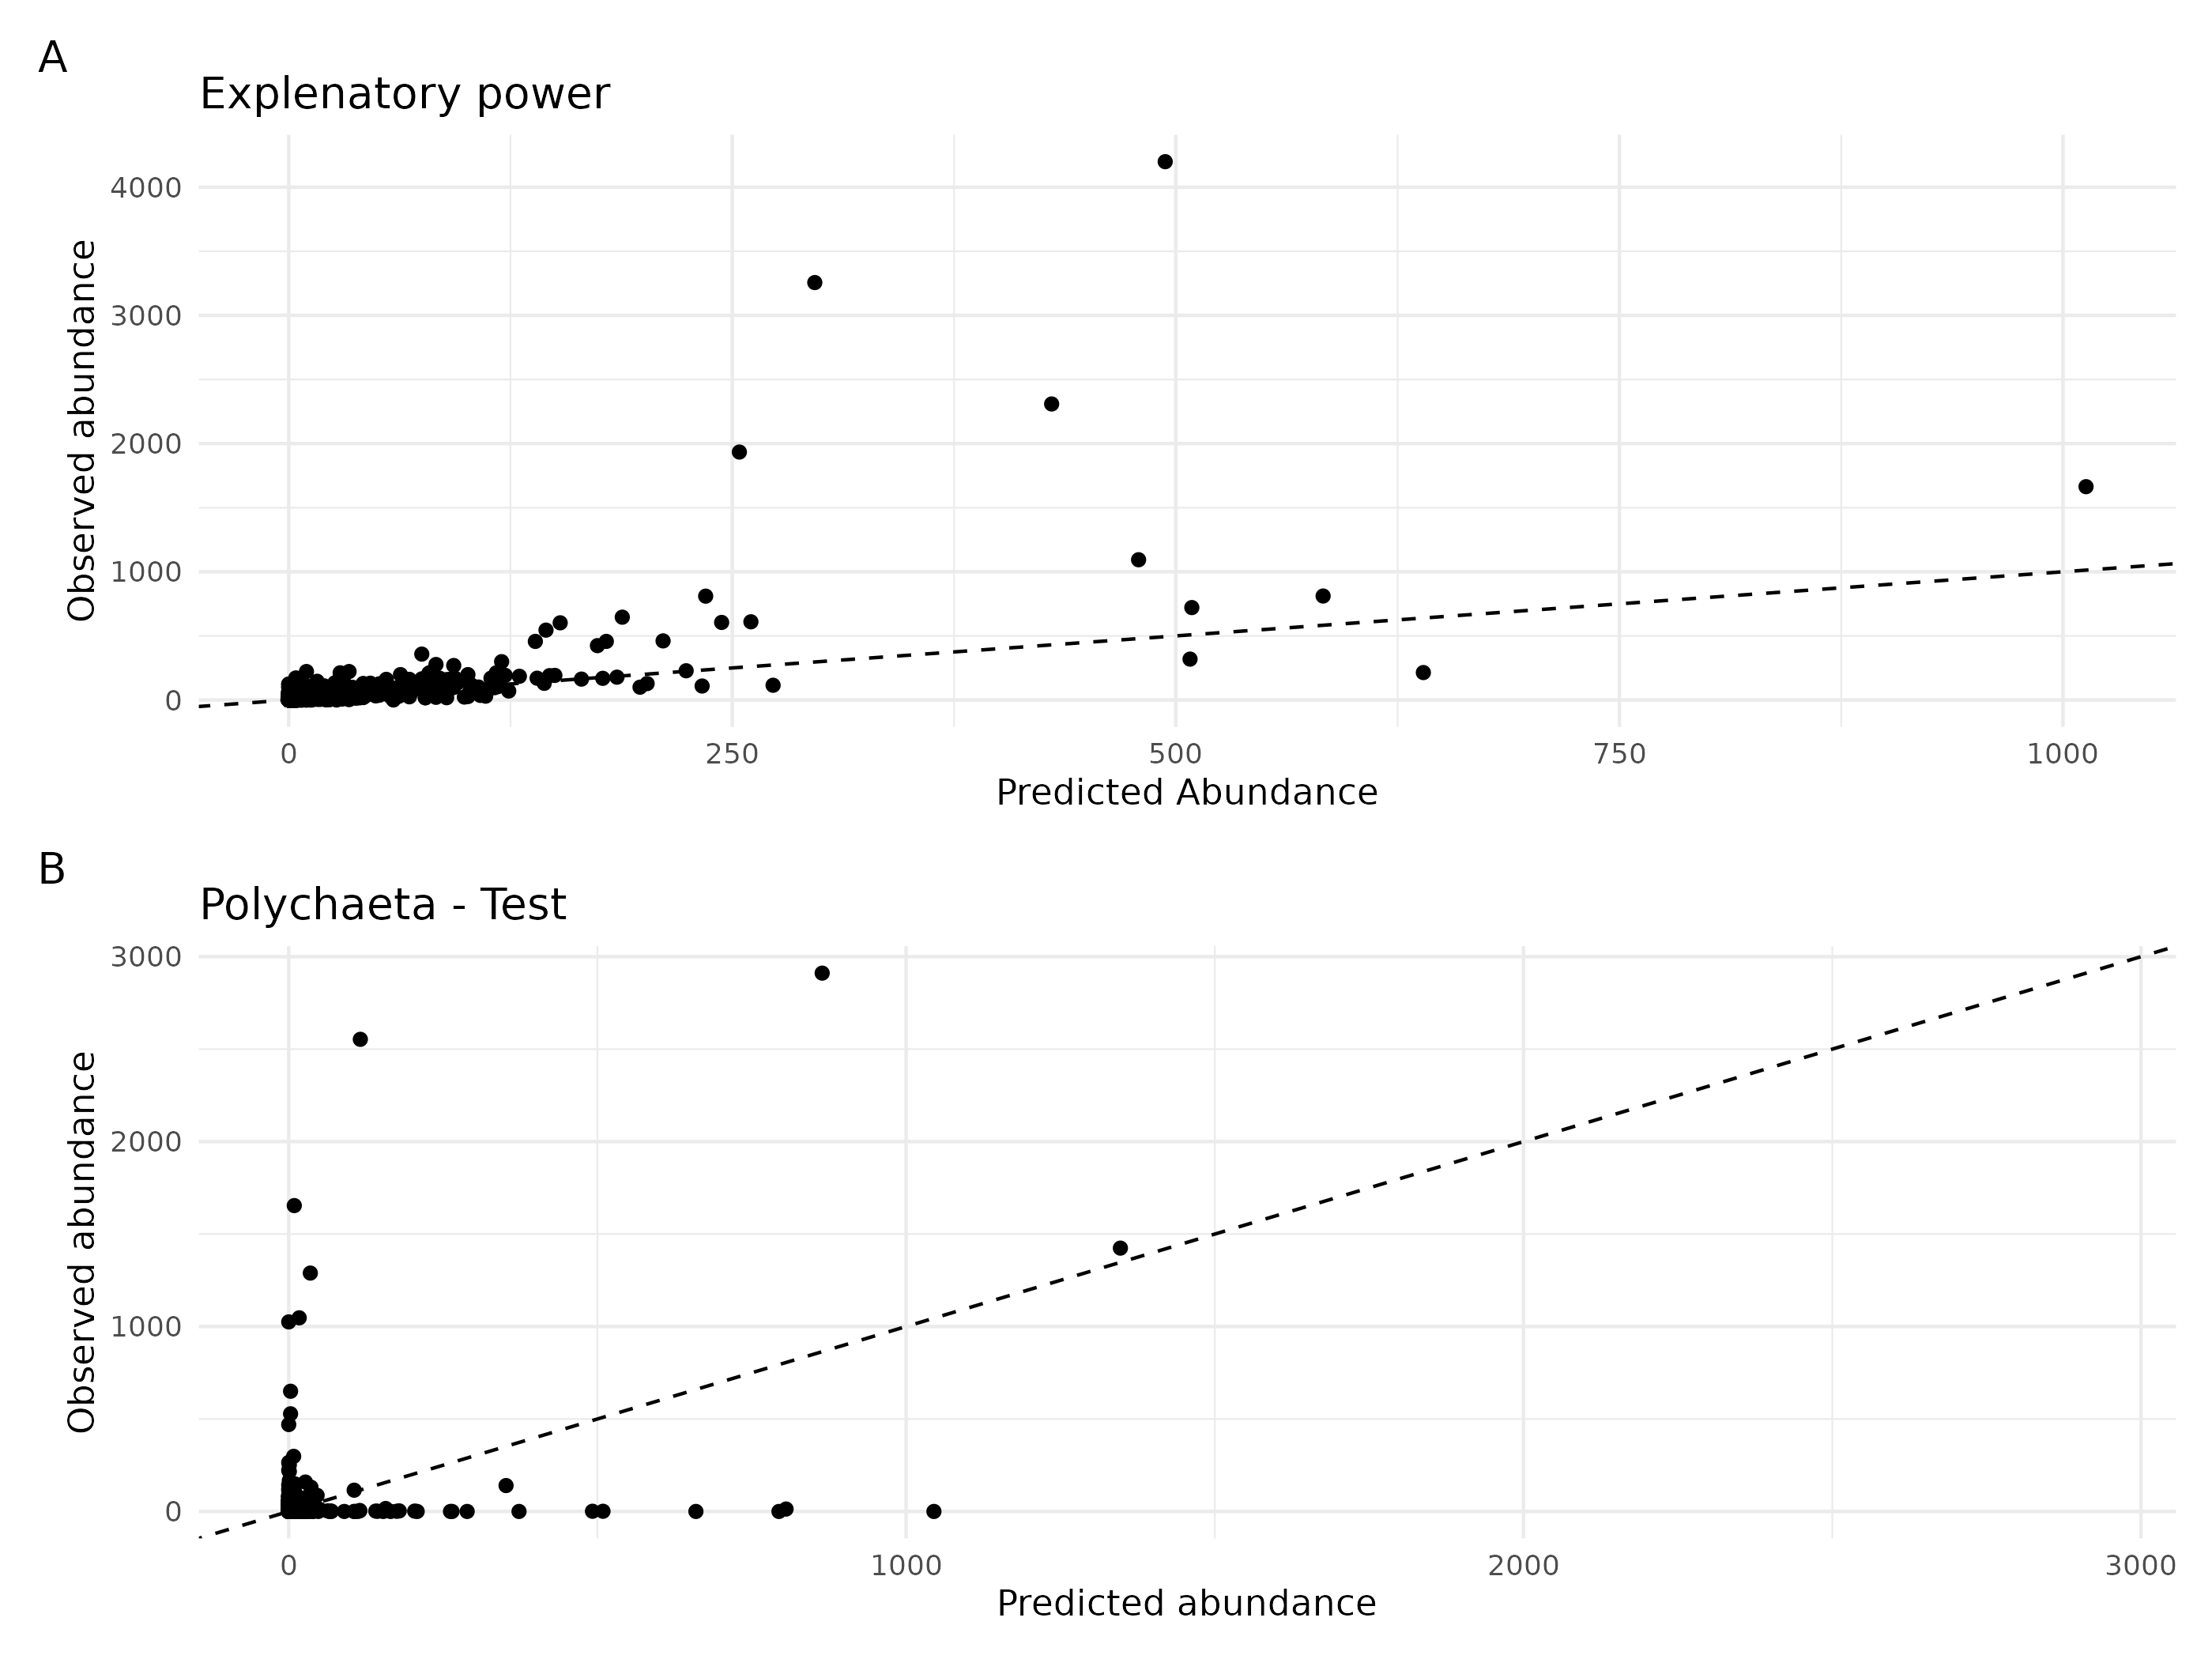 A
Explenatory power
4000
3000
2000
1000
0
Observed abundance
0 250 500 750 1000
Predicted Abundance
B
Polychaeta - Test
3000
2000
1000
0
Observed abundance
0 1000 2000 3000
Predicted abundance